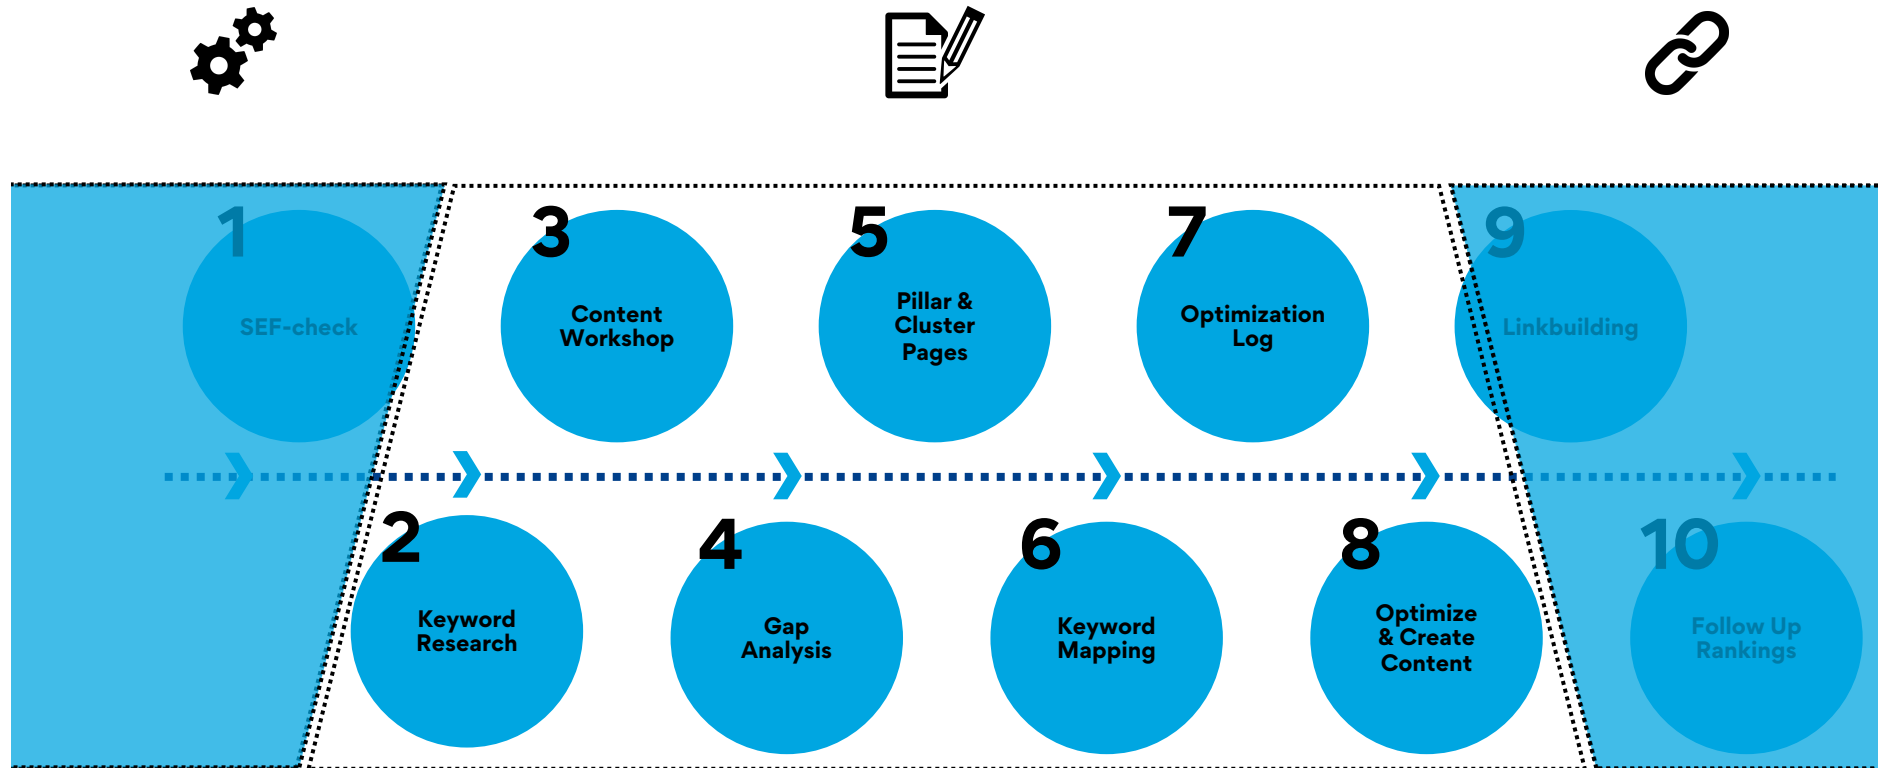 1
SEF-check
2
Keyword
Research
3
Content
Workshop
4
Gap
Analysis
5
Pillar &
Cluster
Pages
6
Keyword
Mapping
7
Optimization
Log
8
Optimize
& Create
Content
9
Linkbuilding
10
Follow Up
Rankings